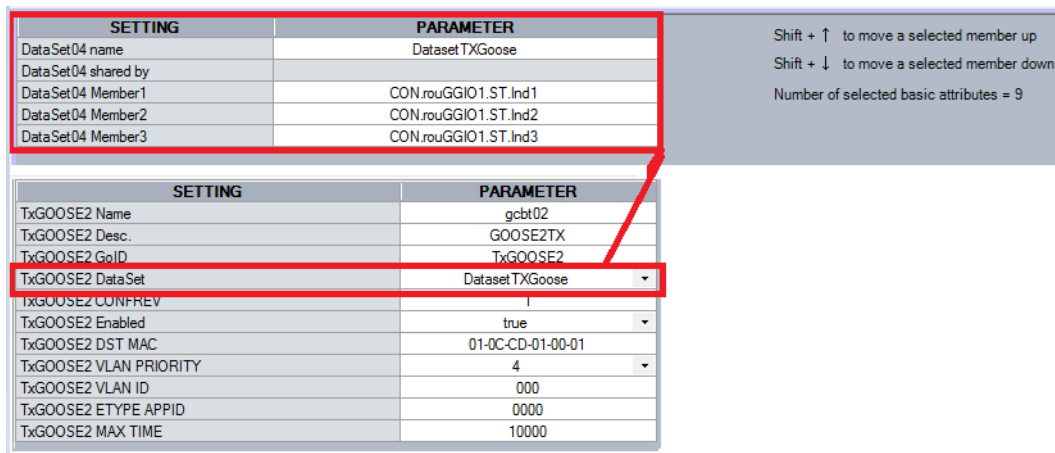 SETTING PARAMETER
DataSet04 name DatasetTXGoose
DataSet04 shared by
DataSet04 Member1 CON.rouGGIO1.ST.Ind1
DataSet04 Member2 CON.rouGGIO1.ST.Ind2
DataSet04 Member3 CON.rouGGIO1.ST.Ind3
Shift + ↑ to move a selected member up
Shift + ↓ to move a selected member down
Number of selected basic attributes = 9
SETTING PARAMETER
TxGOOSE2 Name gcbt02
TxGOOSE2 Desc. GOOSE2TX
TxGOOSE2 GoID TxGOOSE2
TxGOOSE2 DataSet DatasetTXGoose
TxGOOSE2 CONFREV 1
TxGOOSE2 Enabled true
TxGOOSE2 DST MAC 01-0C-CD-01-00-01
TxGOOSE2 VLAN PRIORITY 4
TxGOOSE2 VLAN ID 000
TxGOOSE2 ETYPE APPID 0000
TxGOOSE2 MAX TIME 10000